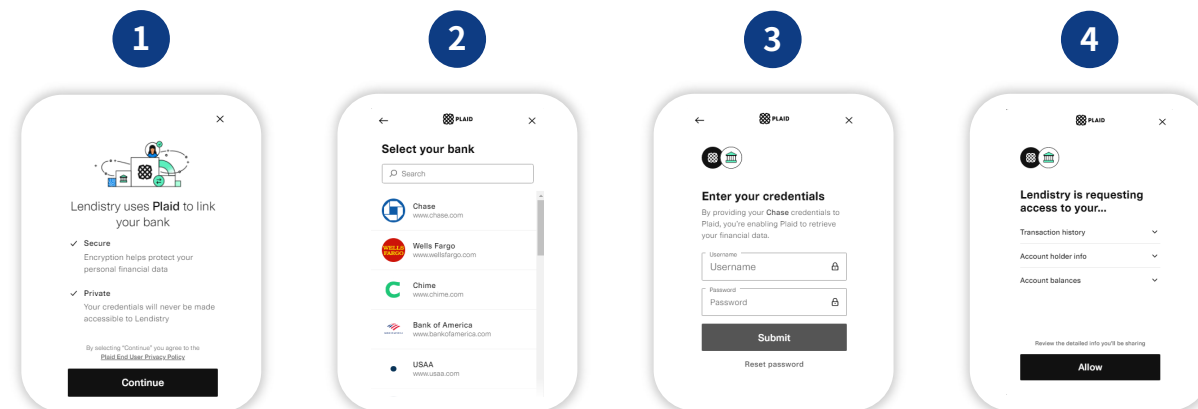 1
Lendistry uses Plaid to link
your bank
Secure
Encryption helps protect your
personal financial data
Private
Your credentials will never be made
accessible to Lendistry
By selecting "Continue" you agree to the
Plaid End User Privacy Policy
Continue
2
PLAID
Select your bank
Search
Chase
www.chase.com
WELLS
FARGO
Wells Fargo
www.wellsfargo.com
Chime
www.chime.com
Bank of America
www.bankofamerica.com
USAA
www.usaa.com
3
PLAID
Enter your credentials
By providing your Chase credentials to
Plaid, you're enabling Plaid to retrieve
your financial data.
Username
Username
Password
Password
Submit
Reset password
4
PLAID
Lendistry is requesting
access to your...
Transaction history
Account holder info
Account balances
Review the detailed info you'll be sharing
Allow